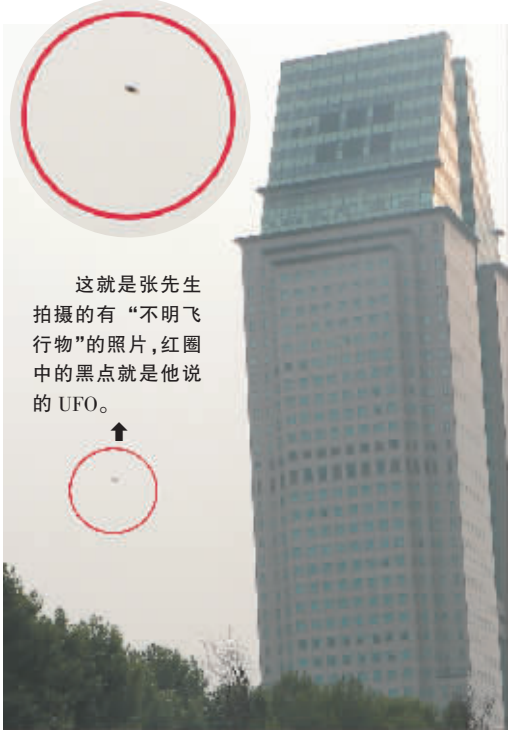 这就是张先生
拍摄的有 “不明飞
行物”的照片,红圈
中的黑点就是他说
的 UFO。